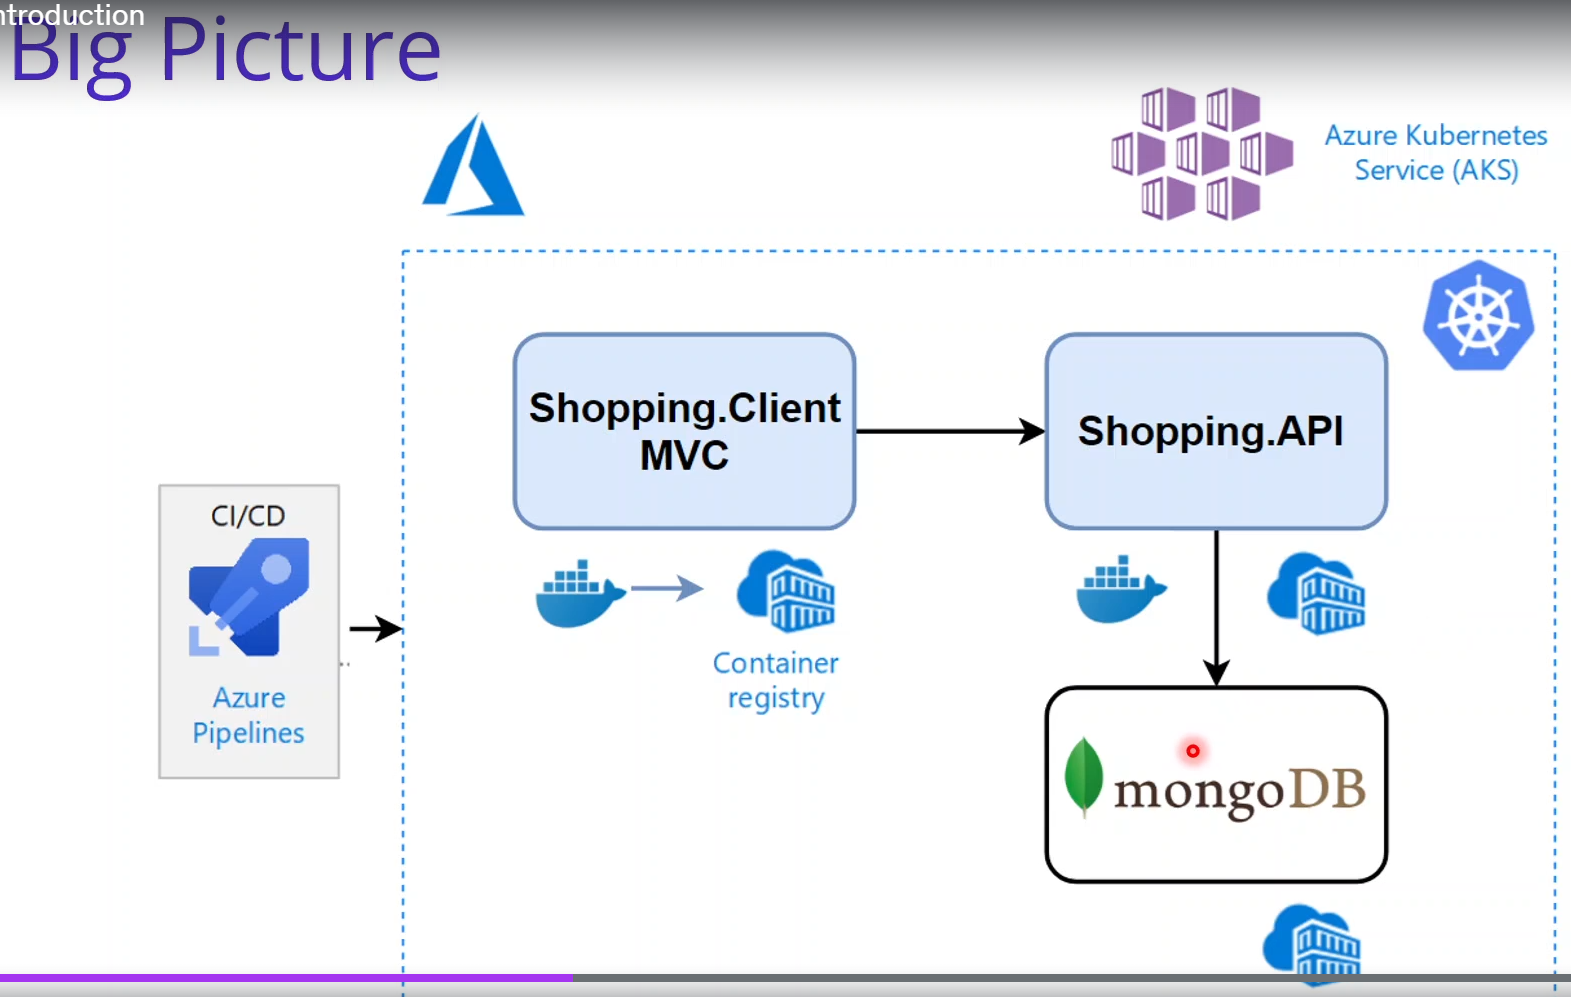 ntroduction
Big Picture
Azure Kubernetes
Service (AKS)
Shopping.Client
MVC
Shopping.API
CI/CD
Azure
Pipelines
Container
registry
mongoDB